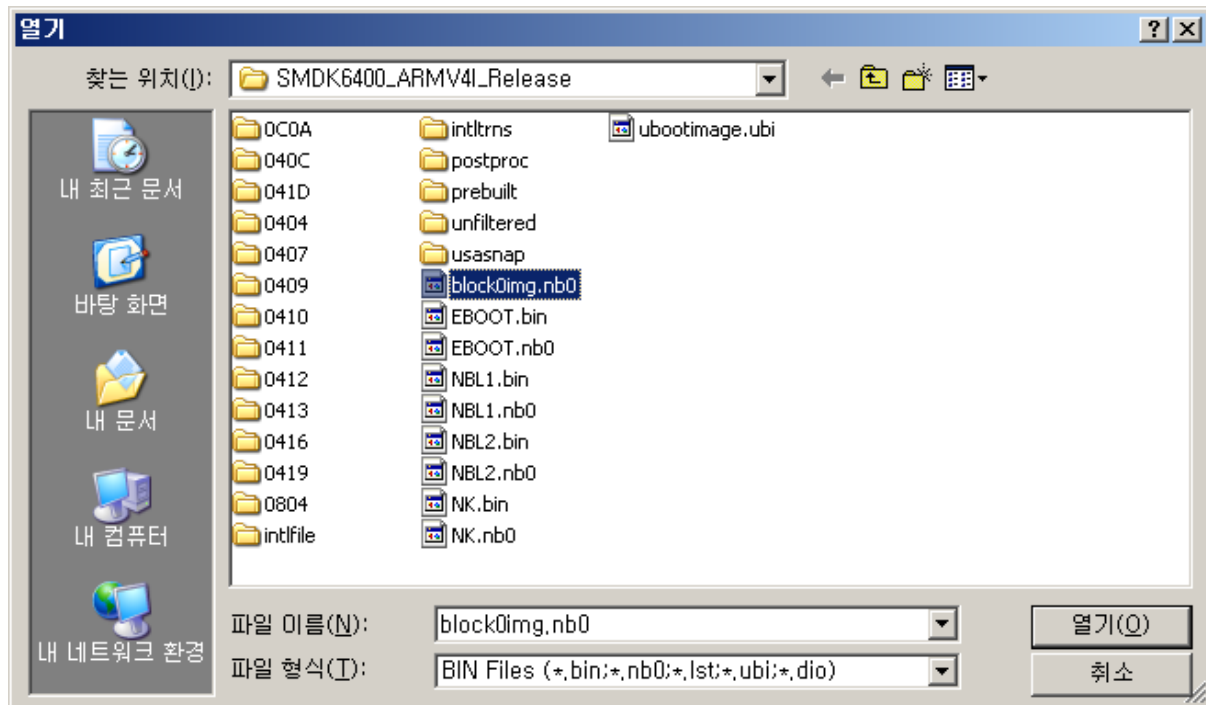 열기
찾는 위치(I):
SMDK6400_ARMV4I_Release
내 최근 문서
바탕 화면
내 문서
내 컴퓨터
내 네트워크 환경
0C0A
040C
041D
0404
0407
0409
0410
0411
0412
0413
0416
0419
0804
intlfile
intltrns
postproc
prebuilt
unfiltered
usasnap
block0img.nb0
EBOOT.bin
EBOOT.nb0
NBL1.bin
NBL1.nb0
NBL2.bin
NBL2.nb0
NK.bin
NK.nb0
ubootimage.ubi
파일 이름(N):
block0img.nb0
열기(O)
파일 형식(T):
BIN Files (*.bin;*.nb0;*.lst;*.ubi;*.dio)
취소